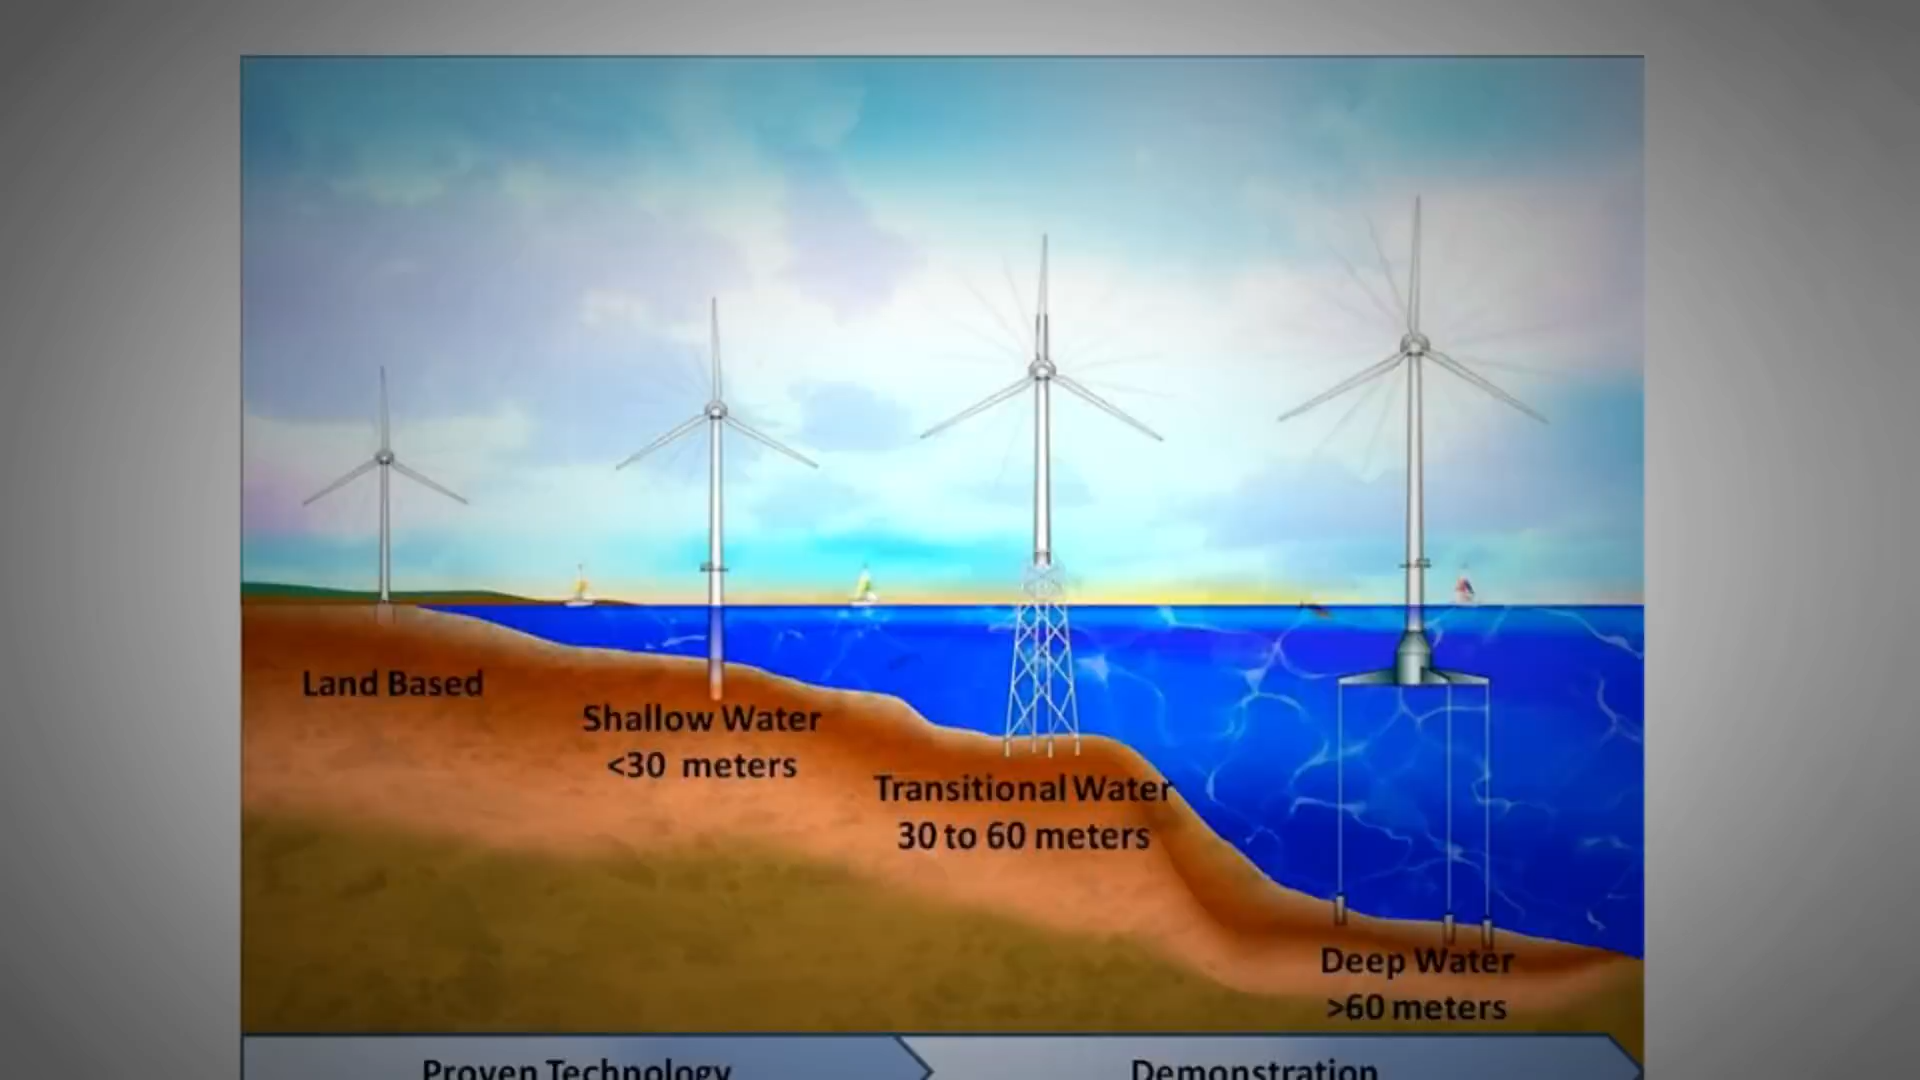 Land Based
Shallow Water
<30 meters
Transitional Water
30 to 60 meters
Deep Water
>60 meters
Proven Technology
Demonstration